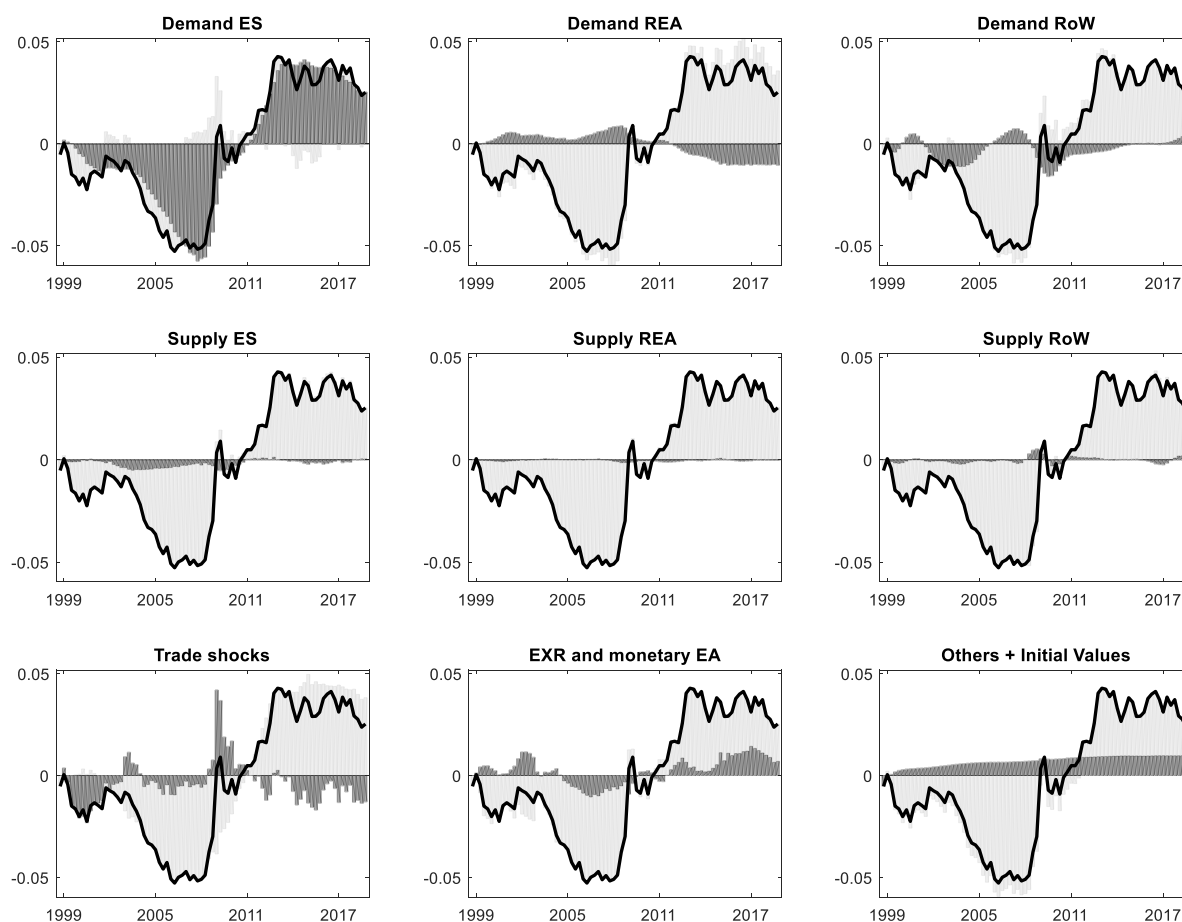 Demand ES
Demand REA
Demand RoW
0.05
0
-0.05
1999 2005 2011 2017
0.05
0
-0.05
1999 2005 2011 2017
0.05
0
-0.05
1999 2005 2011 2017
Supply ES
Supply REA
Supply RoW
0.05
0
-0.05
1999 2005 2011 2017
0.05
0
-0.05
1999 2005 2011 2017
0.05
0
-0.05
1999 2005 2011 2017
Trade shocks
EXR and monetary EA
Others + Initial Values
0.05
0
-0.05
1999 2005 2011 2017
0.05
0
-0.05
1999 2005 2011 2017
0.05
0
-0.05
1999 2005 2011 2017